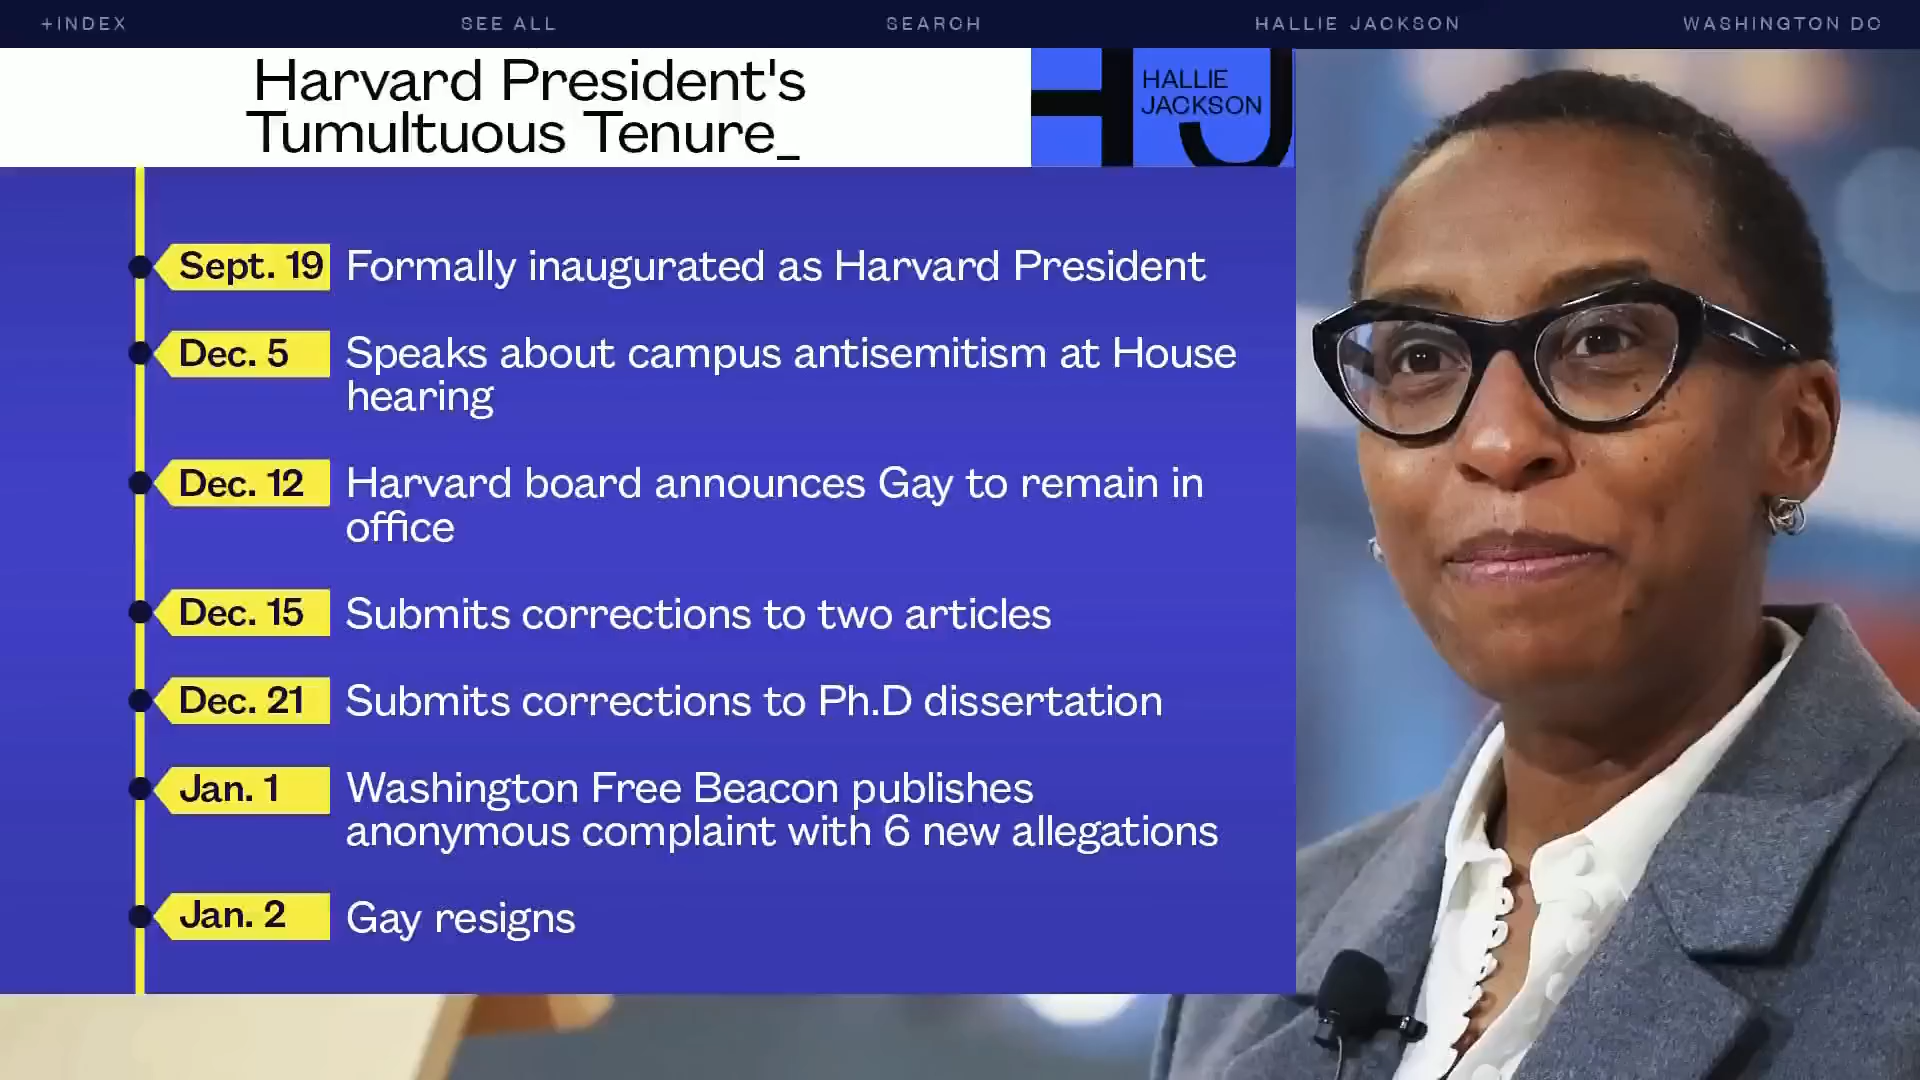 +INDEX
SEE ALL
SEARCH
HALLIE JACKSON
WASHINGTON DC
Harvard President's
Tumultuous Tenure_
HJ
HALLIE
JACKSON
Sept. 19 Formally inaugurated as Harvard President
Dec. 5 Speaks about campus antisemitism at House
hearing
Dec. 12 Harvard board announces Gay to remain in
office
Dec. 15 Submits corrections to two articles
Dec. 21 Submits corrections to Ph.D dissertation
Jan. 1 Washington Free Beacon publishes
anonymous complaint with 6 new allegations
Jan. 2 Gay resigns